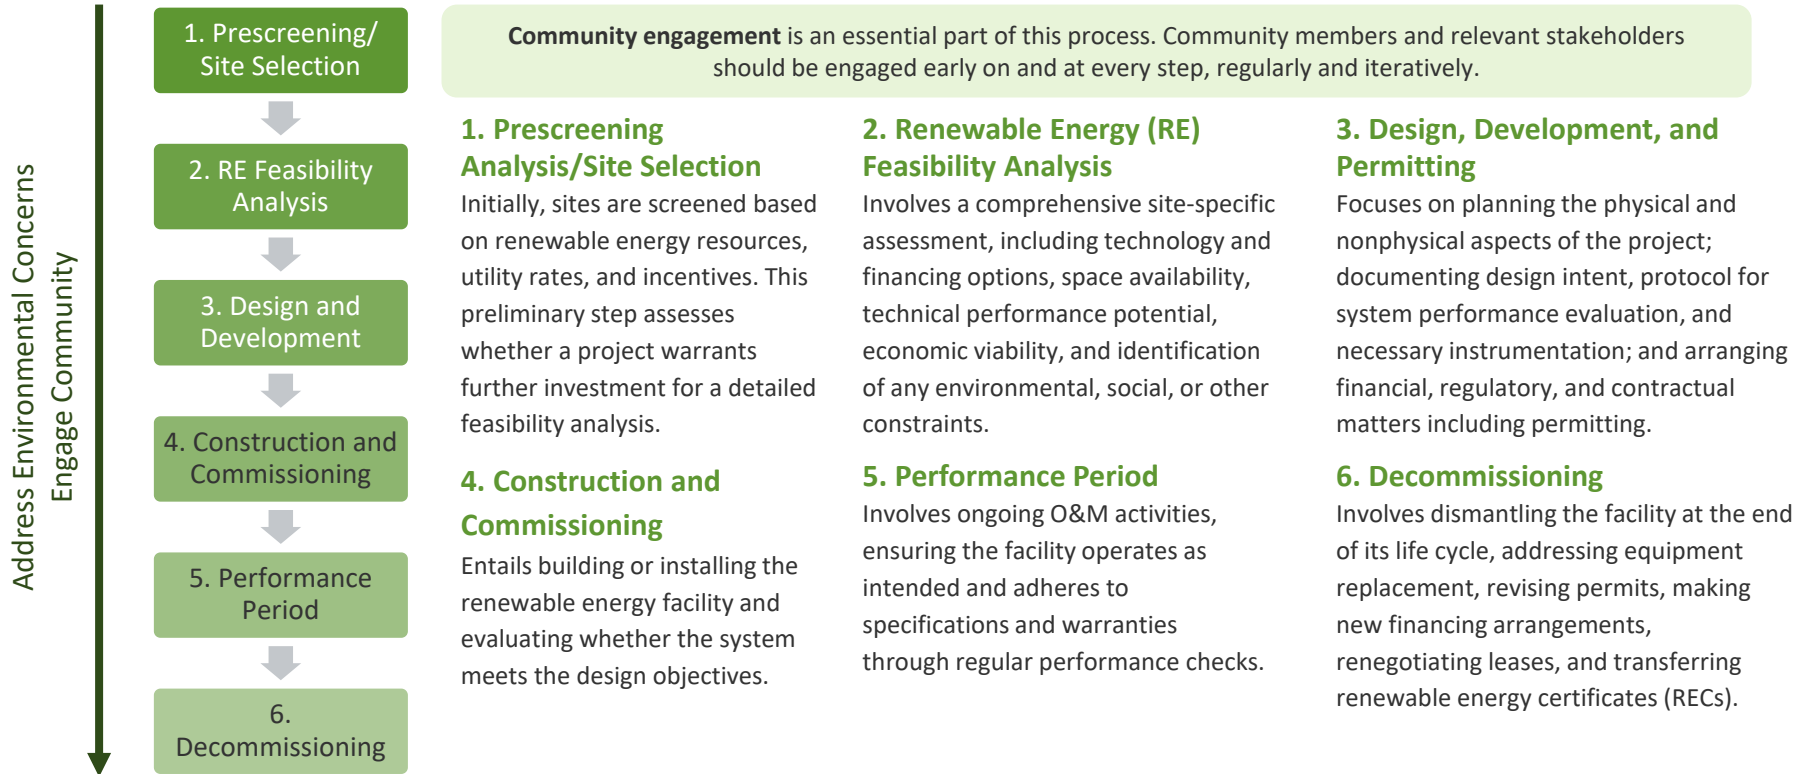 Address Environmental Concerns
Engage Community
1. Prescreening/
Site Selection
2. RE Feasibility
Analysis
3. Design and
Development
4. Construction and
Commissioning
5. Performance
Period
6.
Decommissioning
Community engagement is an essential part of this process. Community members and relevant stakeholders
should be engaged early on and at every step, regularly and iteratively.
1. Prescreening
Analysis/Site Selection
Initially, sites are screened based
on renewable energy resources,
utility rates, and incentives. This
preliminary step assesses
whether a project warrants
further investment for a detailed
feasibility analysis.
2. Renewable Energy (RE)
Feasibility Analysis
Involves a comprehensive site-specific
assessment, including technology and
financing options, space availability,
technical performance potential,
economic viability, and identification
of any environmental, social, or other
constraints.
3. Design, Development, and
Permitting
Focuses on planning the physical and
nonphysical aspects of the project;
documenting design intent, protocol for
system performance evaluation, and
necessary instrumentation; and arranging
financial, regulatory, and contractual
matters including permitting.
4. Construction and
Commissioning
Entails building or installing the
renewable energy facility and
evaluating whether the system
meets the design objectives.
5. Performance Period
Involves ongoing O&M activities,
ensuring the facility operates as
intended and adheres to
specifications and warranties
through regular performance checks.
6. Decommissioning
Involves dismantling the facility at the end
of its life cycle, addressing equipment
replacement, revising permits, making
new financing arrangements,
renegotiating leases, and transferring
renewable energy certificates (RECs).